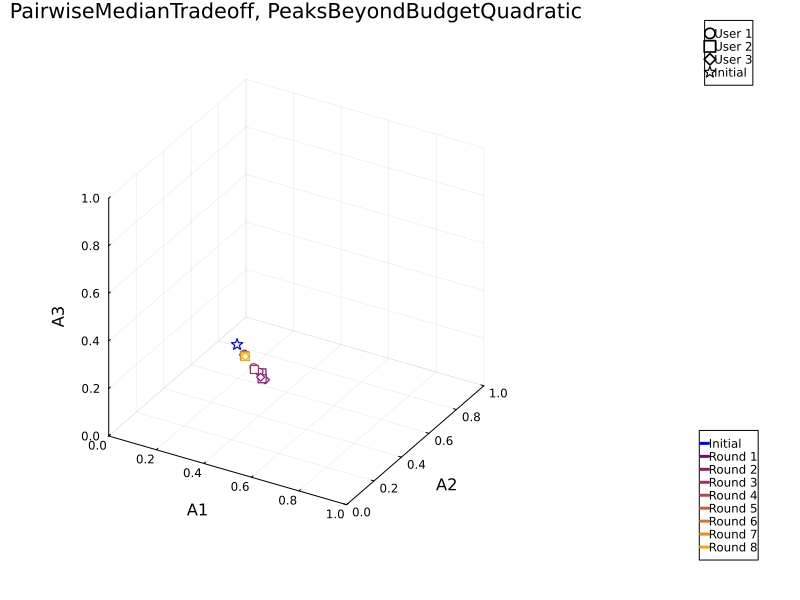 PairwiseMedianTradeoff, PeaksBeyondBudgetQuadratic
User 1
User 2
User 3
Initial
1.0
0.8
0.6
0.4
0.2
0.0
A3
0.0
0.2
0.4
0.6
0.8
1.0
A1
0.0
0.2
0.4
0.6
0.8
1.0
A2
Initial
Round 1
Round 2
Round 3
Round 4
Round 5
Round 6
Round 7
Round 8